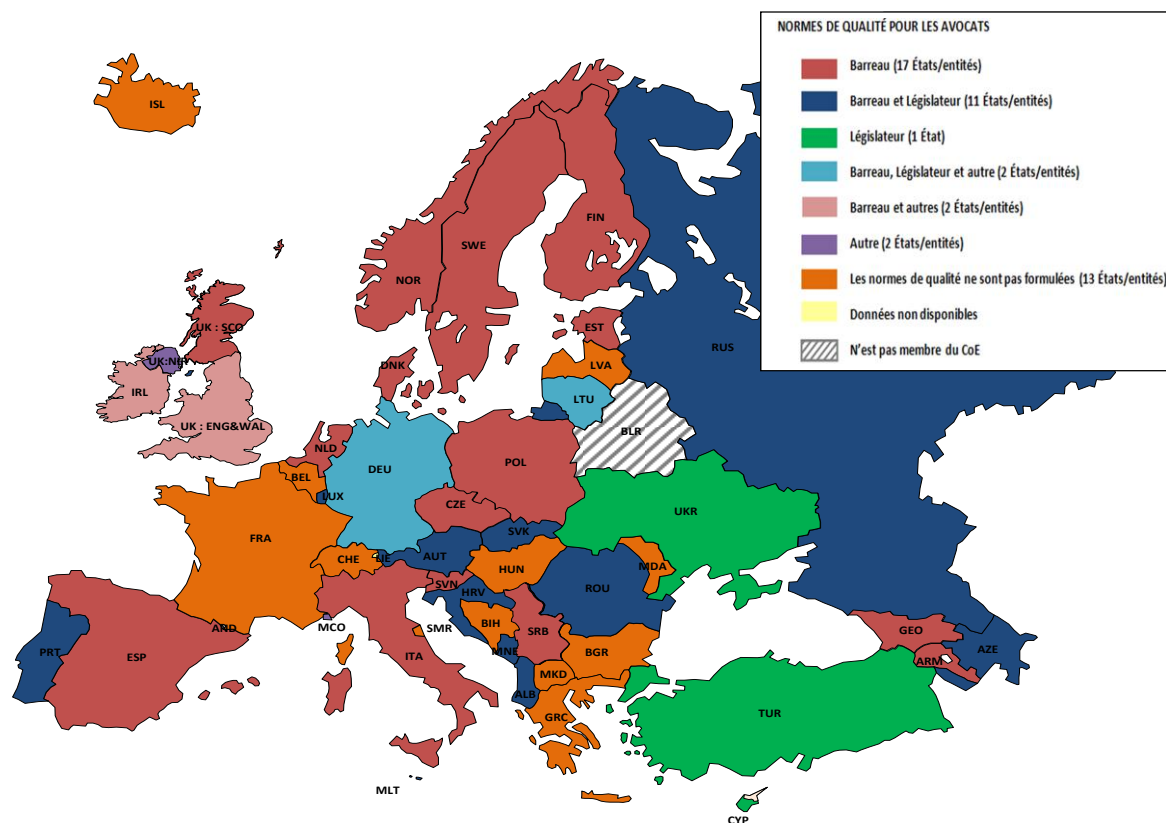 NORMES DE QUALITÉ POUR LES AVOCATS
Barreau (17 États/entités)
Barreau et Législateur (11 États/entités)
Législateur (1 État)
Barreau, Législateur et autre (2 États/entités)
Barreau et autres (2 États/entités)
Autre (2 États/entités)
Les normes de qualité ne sont pas formulées (13 États/entités)
Données non disponibles
N'est pas membre du CoE
ISL
FIN
SWE
NOR
UK : SCO
EST
RUS
UK:NIR
DNK
LVA
IRL
LTU
UK : ENG&WAL
BLR
NLD
DEU
POL
BEL
LUX
CZE
UKR
FRA
SVK
CHE
LIE
AUT
HUN
MDA
SVN
HRV
ROU
ARD
MCO
SMR
BIH
SRB
GEO
PRT
ESP
ITA
MNE
BGR
ARM
AZE
MKD
ALB
GRC
TUR
MLT
CYP